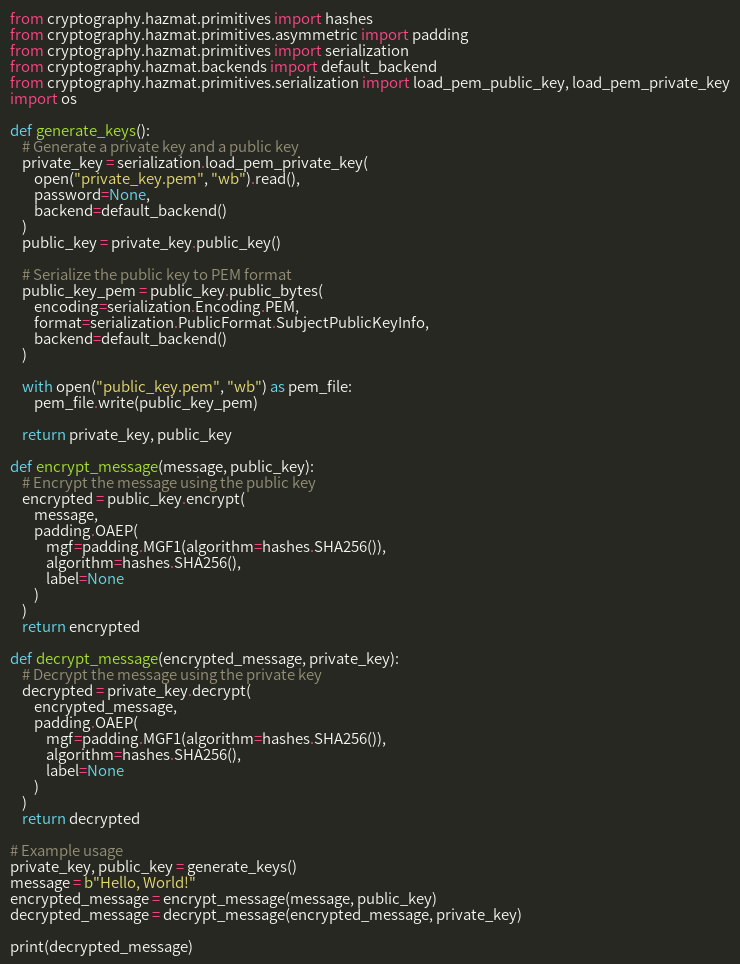 from cryptography.hazmat.primitives import hashes
from cryptography.hazmat.primitives.asymmetric import padding
from cryptography.hazmat.primitives import serialization
from cryptography.hazmat.backends import default_backend
from cryptography.hazmat.primitives.serialization import load_pem_public_key, load_pem_private_key
import os

def generate_keys():
    # Generate a private key and a public key
    private_key = serialization.load_pem_private_key(
        open("private_key.pem", "wb").read(),
        password=None,
        backend=default_backend()
    )
    public_key = private_key.public_key()

    # Serialize the public key to PEM format
    public_key_pem = public_key.public_bytes(
        encoding=serialization.Encoding.PEM,
        format=serialization.PublicFormat.SubjectPublicKeyInfo,
        backend=default_backend()
    )

    with open("public_key.pem", "wb") as pem_file:
        pem_file.write(public_key_pem)

    return private_key, public_key

def encrypt_message(message, public_key):
    # Encrypt the message using the public key
    encrypted = public_key.encrypt(
        message,
        padding.OAEP(
            mgf=padding.MGF1(algorithm=hashes.SHA256()),
            algorithm=hashes.SHA256(),
            label=None
        )
    )
    return encrypted

def decrypt_message(encrypted_message, private_key):
    # Decrypt the message using the private key
    decrypted = private_key.decrypt(
        encrypted_message,
        padding.OAEP(
            mgf=padding.MGF1(algorithm=hashes.SHA256()),
            algorithm=hashes.SHA256(),
            label=None
        )
    )
    return decrypted

# Example usage
private_key, public_key = generate_keys()
message = b"Hello, World!"
encrypted_message = encrypt_message(message, public_key)
decrypted_message = decrypt_message(encrypted_message, private_key)

print(decrypted_message)